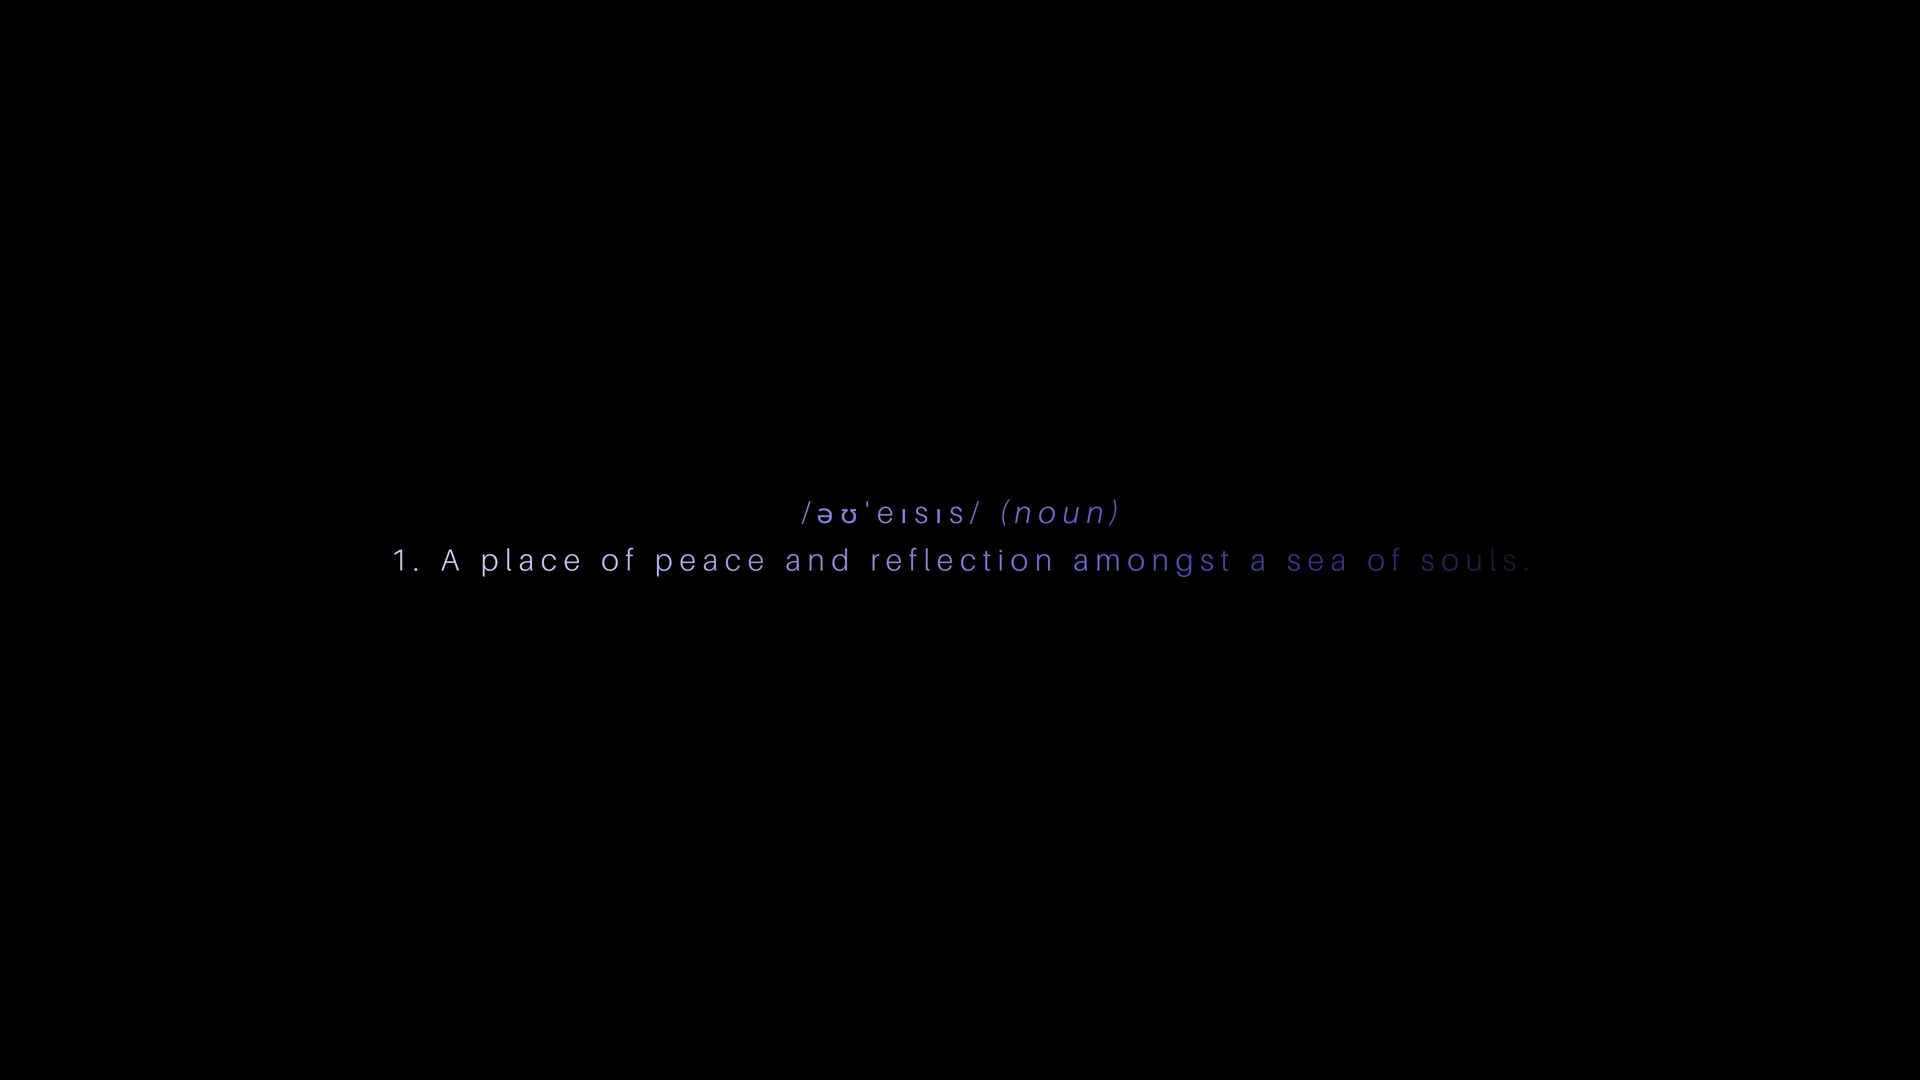 /əʊˈeɪsɪs/ (noun)
1. A place of peace and reflection amongst a sea of souls.